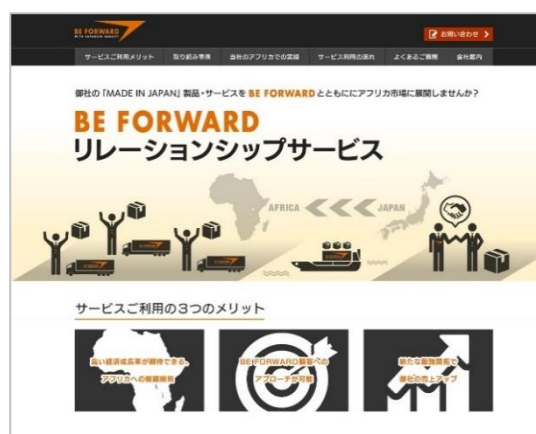 BE FORWARD
お問い合わせ
サービスご利用メリット 取り組み事例 当社のアフリカでの実績 サービス利用の流れ よくあるご質問 会社案内
御社の「MADE IN JAPAN」製品・サービスを BE FORWARD とともににアフリカ市場に展開しませんか?
BE FORWARD
リレーションシップサービス
AFRICA
JAPAN
サービスご利用の3つのメリット
高い経済成長率が期待できる、
アフリカへの販路開拓
BE FORWARD顧客への
アプローチが可能
新たな販路開拓で
御社の売上アップ